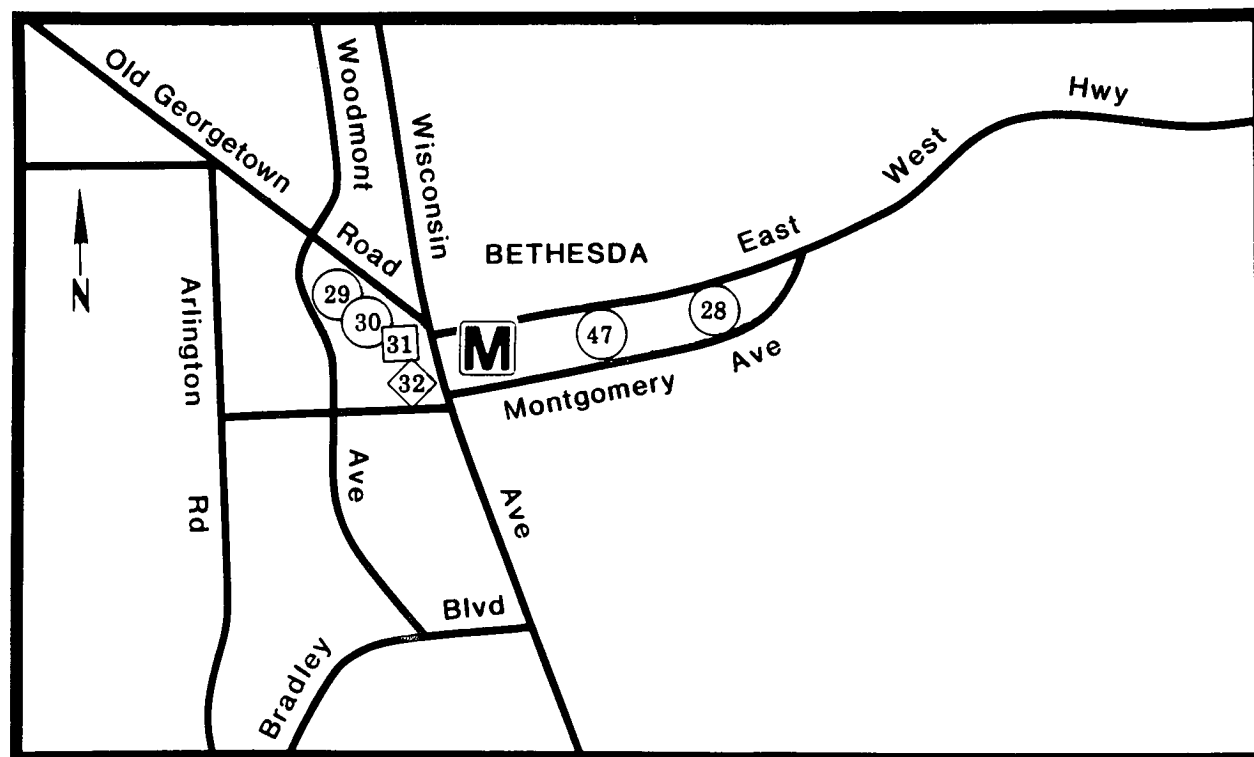 Old Georgetown
Road
Woodmont
Wisconsin
Hwy
West
East
BETHESDA
N
Arlington
29
30
31
32
M
47
28
Ave
Montgomery
Ave
Rd
Ave
Blvd
Bradley